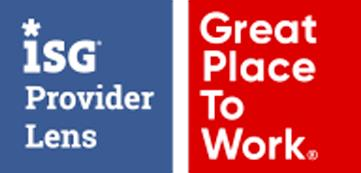 ISG®
Provider
Lens
Great
Place
To
Work®